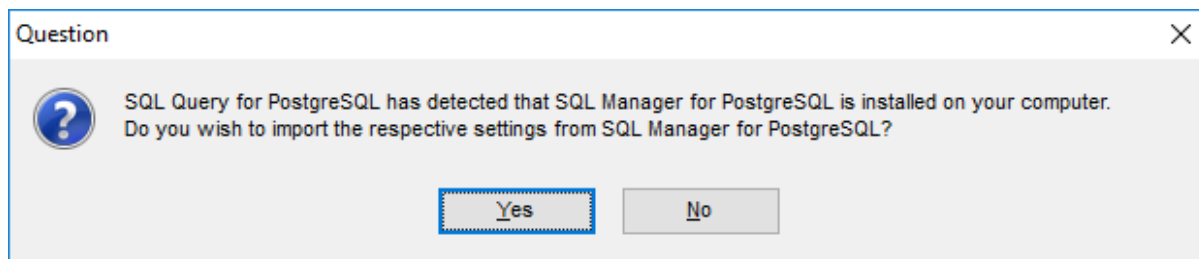 Question
SQL Query for PostgreSQL has detected that SQL Manager for PostgreSQL is installed on your computer.
Do you wish to import the respective settings from SQL Manager for PostgreSQL?
Yes No